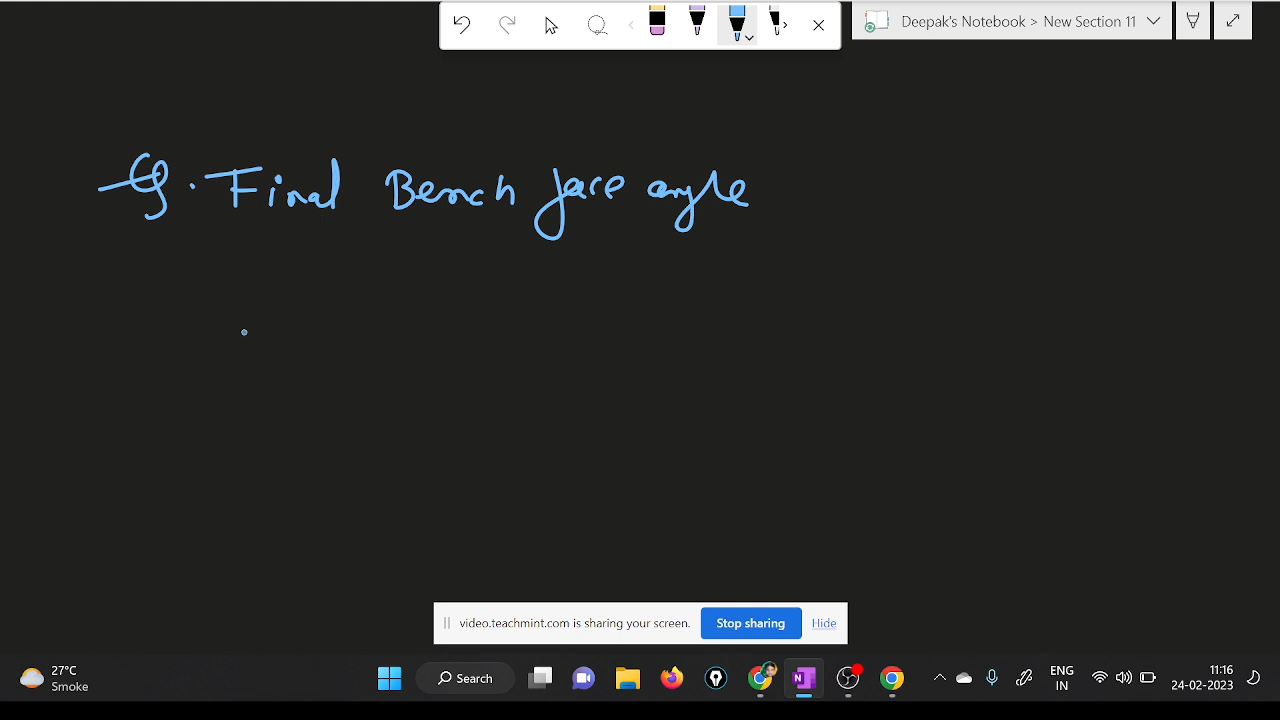 Deepak's Notebook > New Section 11
9. Final Bench face angle
video.teachmint.com is sharing your screen. Stop sharing Hide
27°C
Smoke
Search
ENG
IN
11:16
24-02-2023